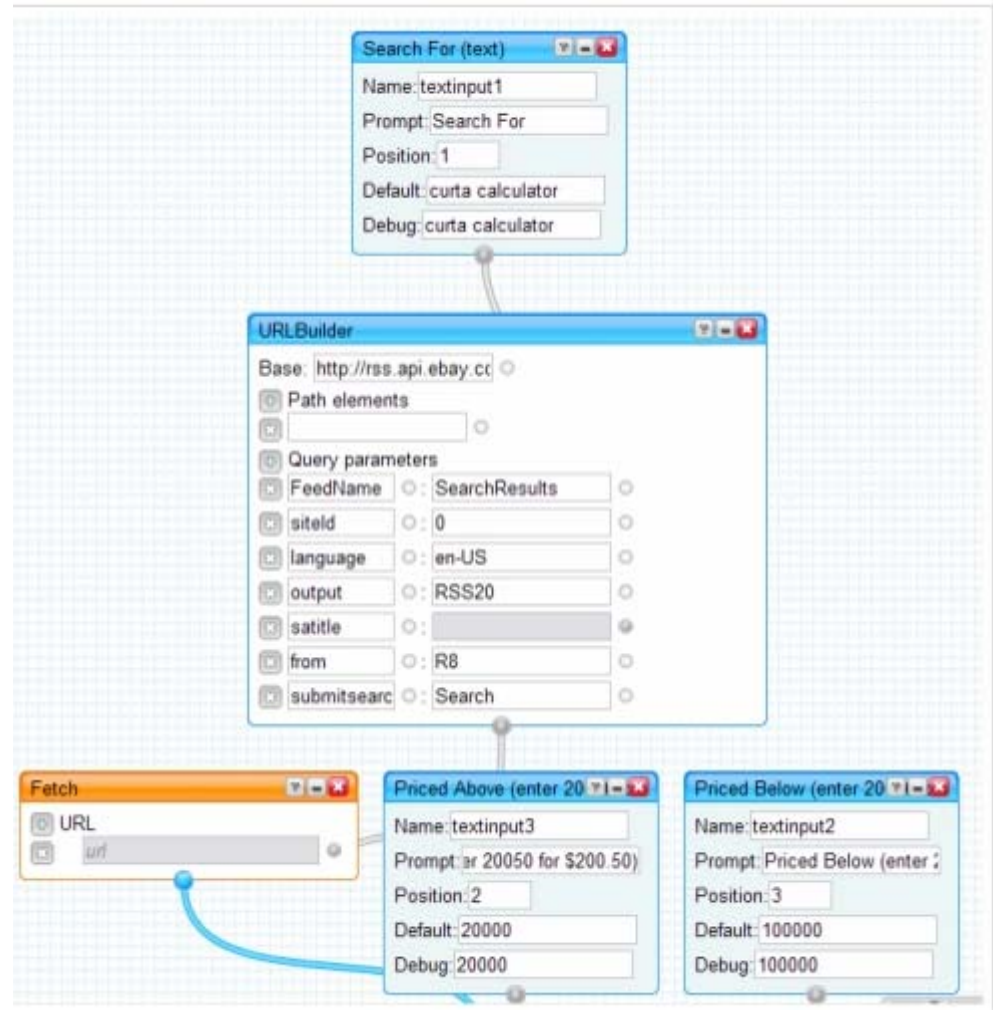 Search For (text)
Name: textinput1
Prompt: Search For
Position: 1
Default: curta calculator
Debug: curta calculator
URLBuilder
Base: http://rss.api.ebay.cc
Path elements
Query parameters
FeedName : SearchResults
siteId : 0
language : en-US
output : RSS20
satitle :
from : R8
submitsearc : Search
Fetch
URL
url
Priced Above (enter 20
Name: textinput3
Prompt: er 20050 for $200.50)
Position: 2
Default: 20000
Debug: 20000
Priced Below (enter 20
Name: textinput2
Prompt: Priced Below (enter 2
Position: 3
Default: 100000
Debug: 100000